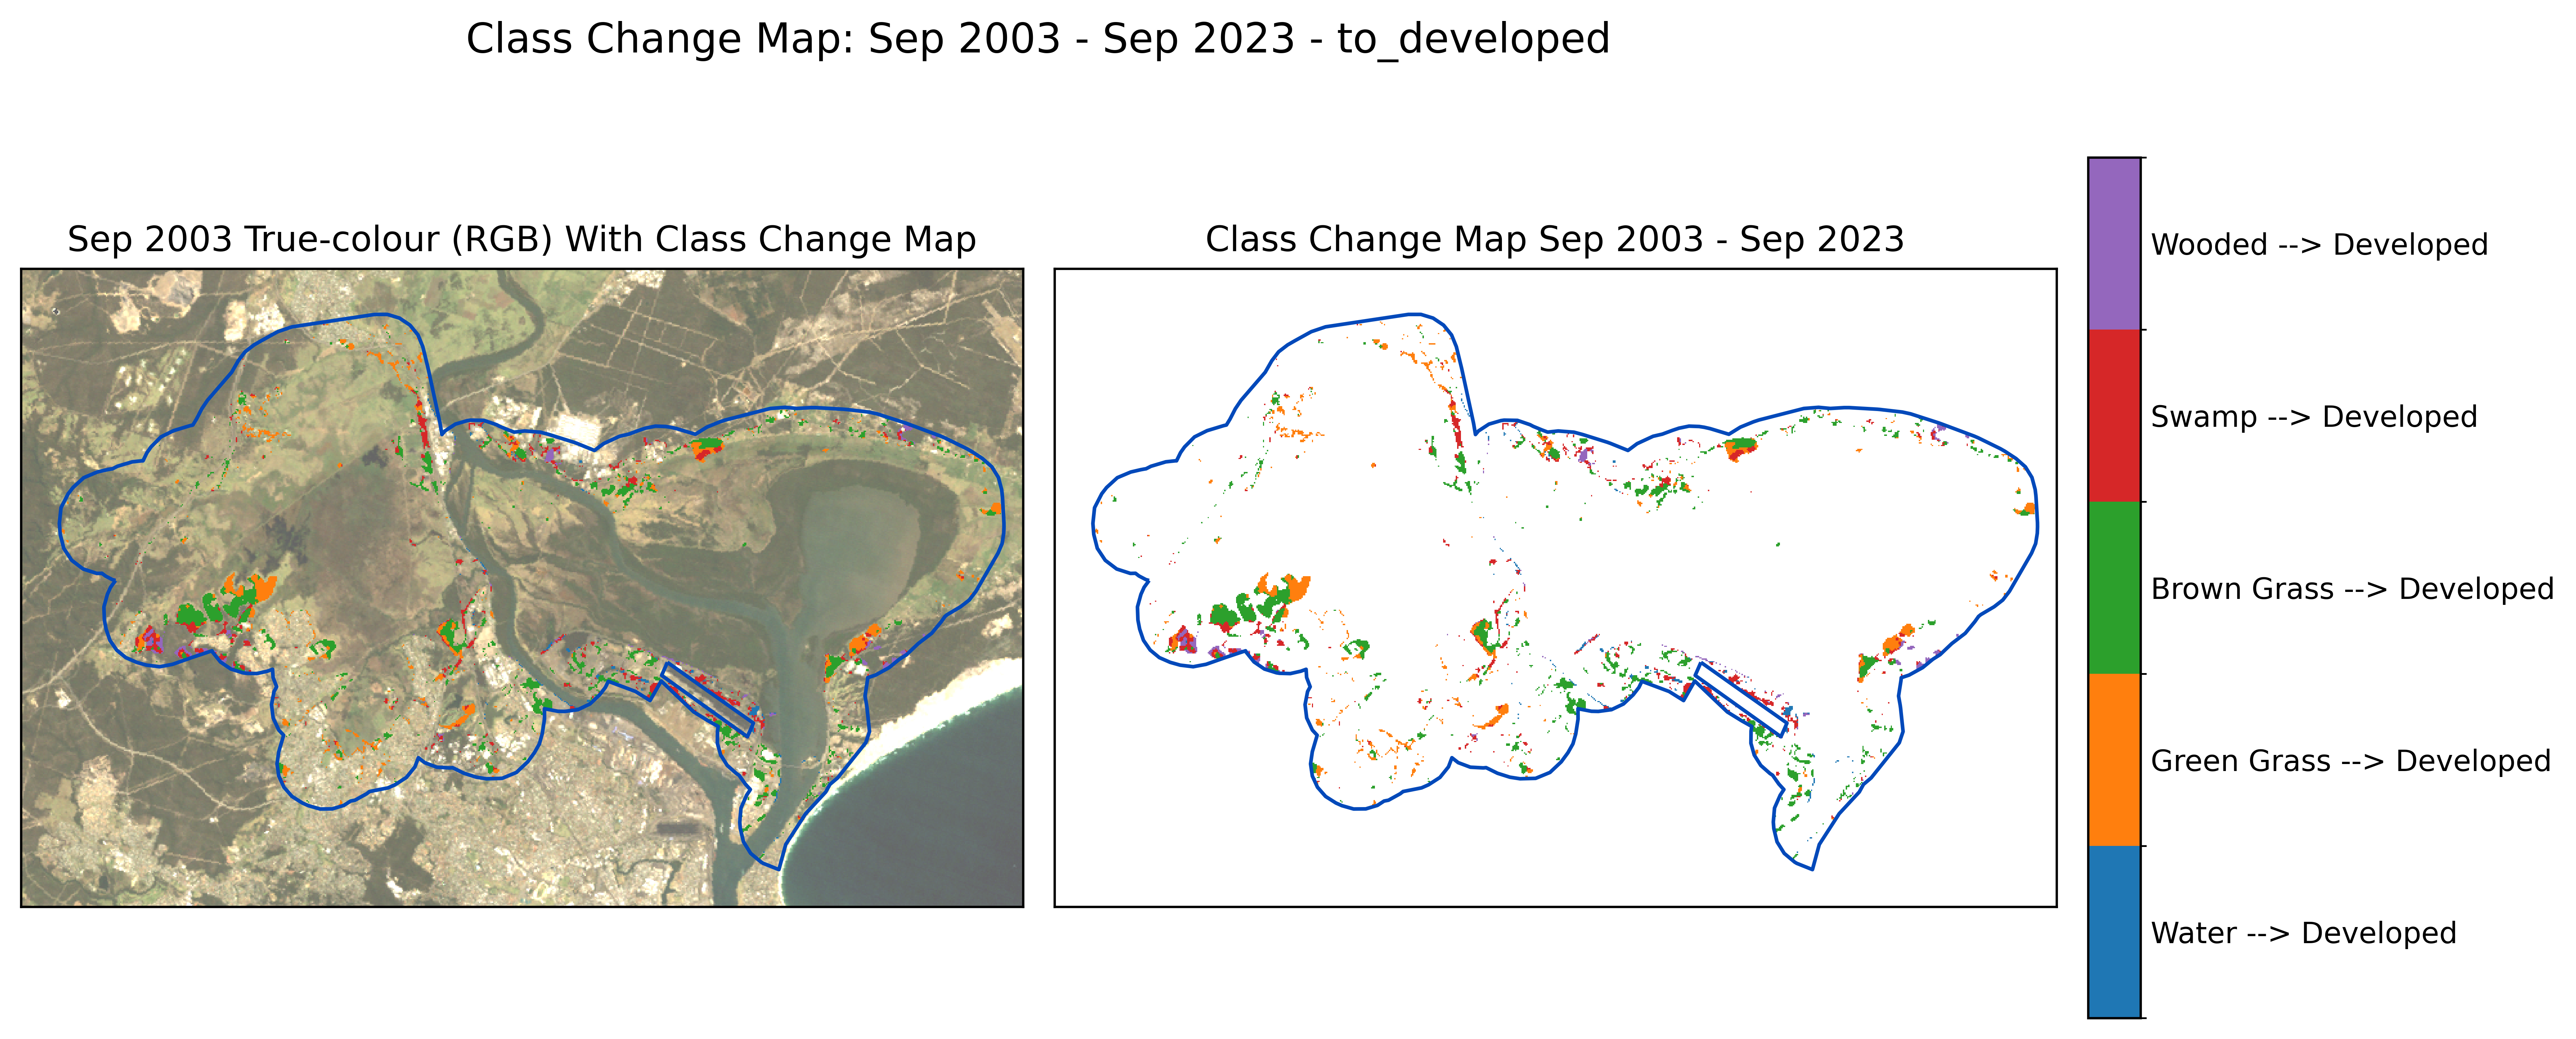 Class Change Map: Sep 2003 - Sep 2023 - to_developed
Sep 2003 True-colour (RGB) With Class Change Map
Class Change Map Sep 2003 - Sep 2023
Wooded --> Developed
Swamp --> Developed
Brown Grass --> Developed
Green Grass --> Developed
Water --> Developed